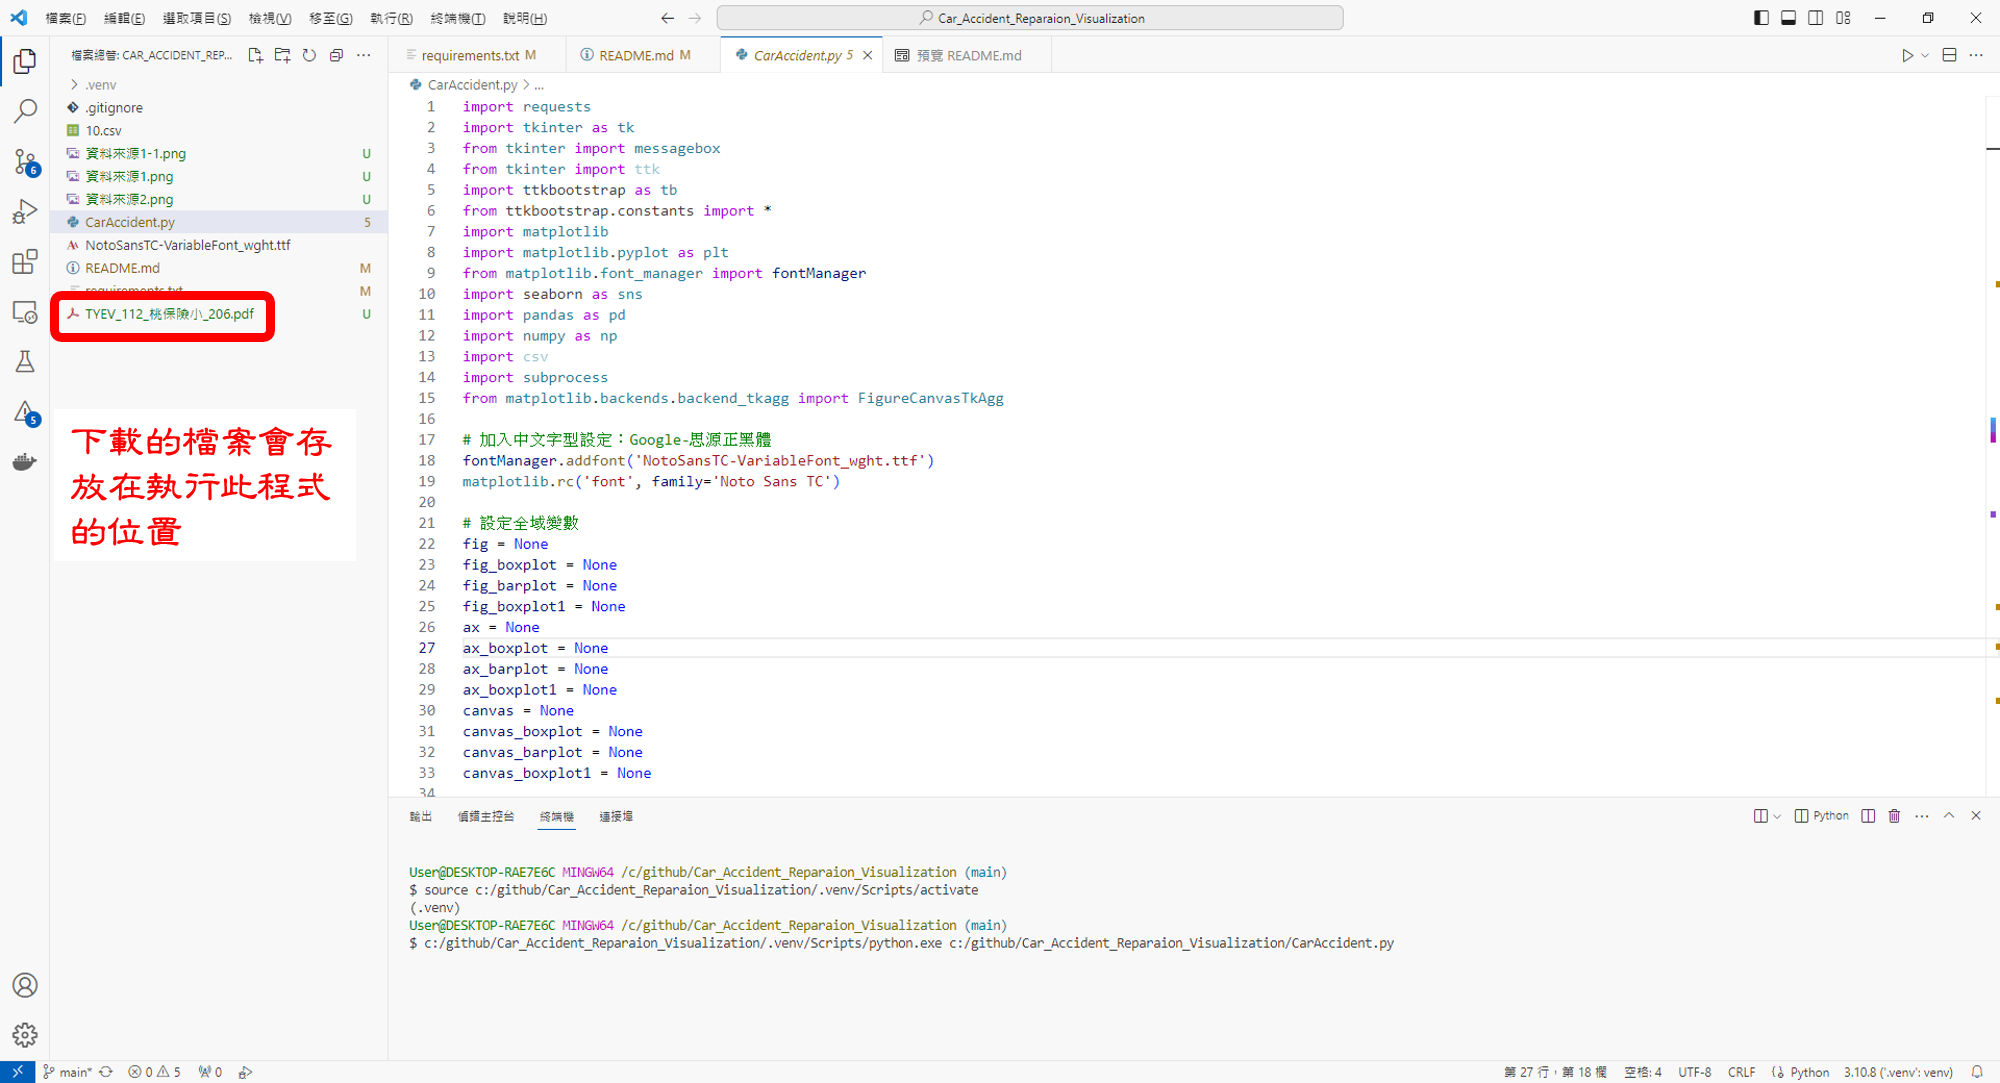 檔案(F) 編輯(E) 選取項目(S) 檢視(V) 移至(G) 執行(R) 終端機(T) 說明(H)
Car_Accident_Reparaion_Visualization
檔案總管: CAR_ACCIDENT_REP...
requirements.txt M
README.md M
CarAccident.py 5
預覽 README.md
.venv
.gitignore
10.csv
資料來源1-1.png U
資料來源1.png U
資料來源2.png U
CarAccident.py 5
NotoSansTC-VariableFont_wght.ttf
README.md M
requirements.txt M
TYEV_112_桃保險小_206.pdf U
6
5
下載的檔案會存
放在執行此程式
的位置
CarAccident.py > ...
1 import requests
2 import tkinter as tk
3 from tkinter import messagebox
4 from tkinter import ttk
5 import ttkbootstrap as tb
6 from ttkbootstrap.constants import *
7 import matplotlib
8 import matplotlib.pyplot as plt
9 from matplotlib.font_manager import fontManager
10 import seaborn as sns
11 import pandas as pd
12 import numpy as np
13 import csv
14 import subprocess
15 from matplotlib.backends.backend_tkagg import FigureCanvasTkAgg
16
17 # 加入中文字型設定：Google-思源正黑體
18 fontManager.addfont('NotoSansTC-VariableFont_wght.ttf')
19 matplotlib.rc('font', family='Noto Sans TC')
20
21 # 設定全域變數
22 fig = None
23 fig_boxplot = None
24 fig_barplot = None
25 fig_boxplot1 = None
26 ax = None
27 ax_boxplot = None
28 ax_barplot = None
29 ax_boxplot1 = None
30 canvas = None
31 canvas_boxplot = None
32 canvas_barplot = None
33 canvas_boxplot1 = None
34
輸出 偵錯主控台 終端機 連接埠
Python
User@DESKTOP-RAE7E6C MINGW64 /c/github/Car_Accident_Reparaion_Visualization (main)
$ source c:/github/Car_Accident_Reparaion_Visualization/.venv/Scripts/activate
(.venv)
User@DESKTOP-RAE7E6C MINGW64 /c/github/Car_Accident_Reparaion_Visualization (main)
$ c:/github/Car_Accident_Reparaion_Visualization/.venv/Scripts/python.exe c:/github/Car_Accident_Reparaion_Visualization/CarAccident.py
main* 0 5 0
第 27 行，第 18 欄 空格: 4 UTF-8 CRLF Python 3.10.8 ('.venv': venv)